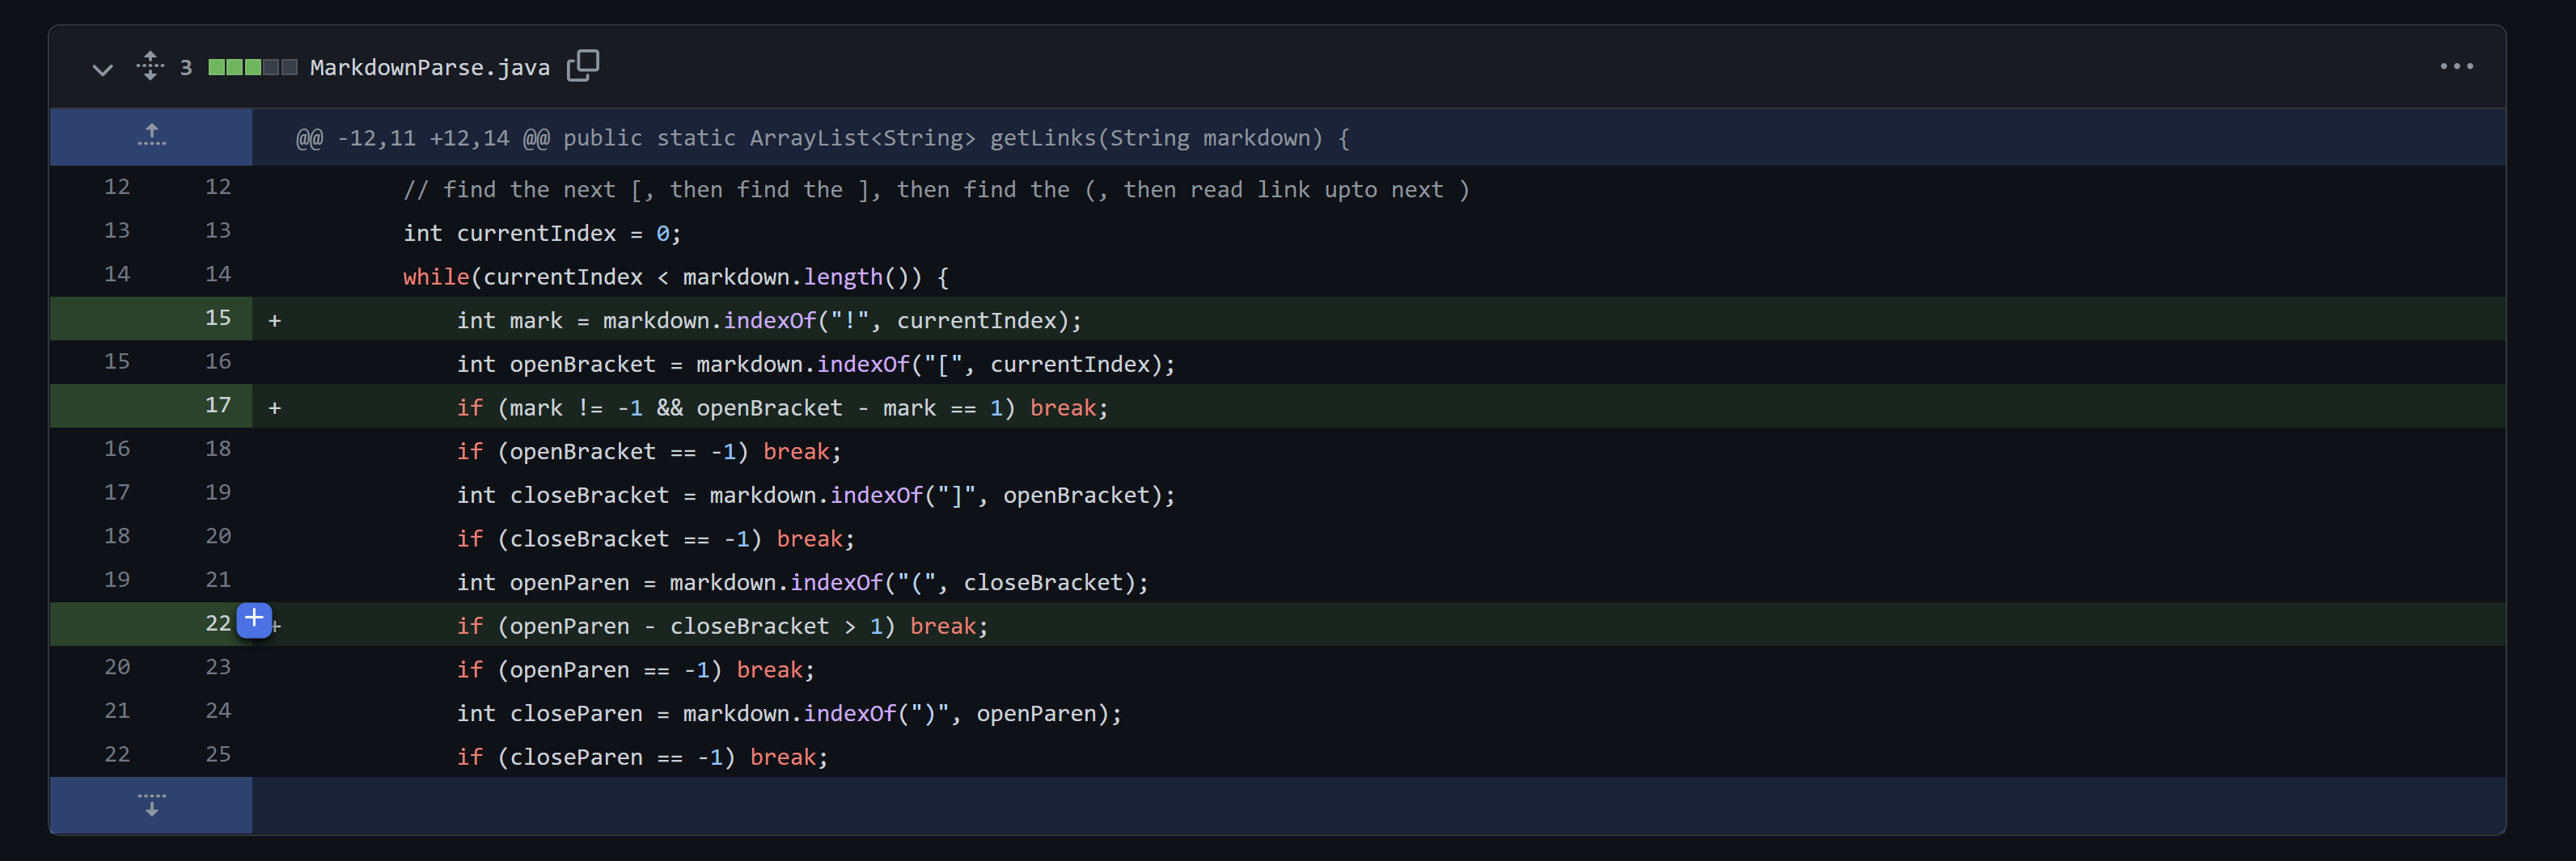 3 MarkdownParse.java
@@ -12,11 +12,14 @@ public static ArrayList<String> getLinks(String markdown) {
12 12 // find the next [, then find the ], then find the (, then read link upto next )
13 13 int currentIndex = 0;
14 14 while(currentIndex < markdown.length()) {
15 + int mark = markdown.indexOf("!", currentIndex);
15 16 int openBracket = markdown.indexOf("[", currentIndex);
17 + if (mark != -1 && openBracket - mark == 1) break;
16 18 if (openBracket == -1) break;
17 19 int closeBracket = markdown.indexOf("]", openBracket);
18 20 if (closeBracket == -1) break;
19 21 int openParen = markdown.indexOf("(", closeBracket);
22 + if (openParen - closeBracket > 1) break;
20 23 if (openParen == -1) break;
21 24 int closeParen = markdown.indexOf(")", openParen);
22 25 if (closeParen == -1) break;